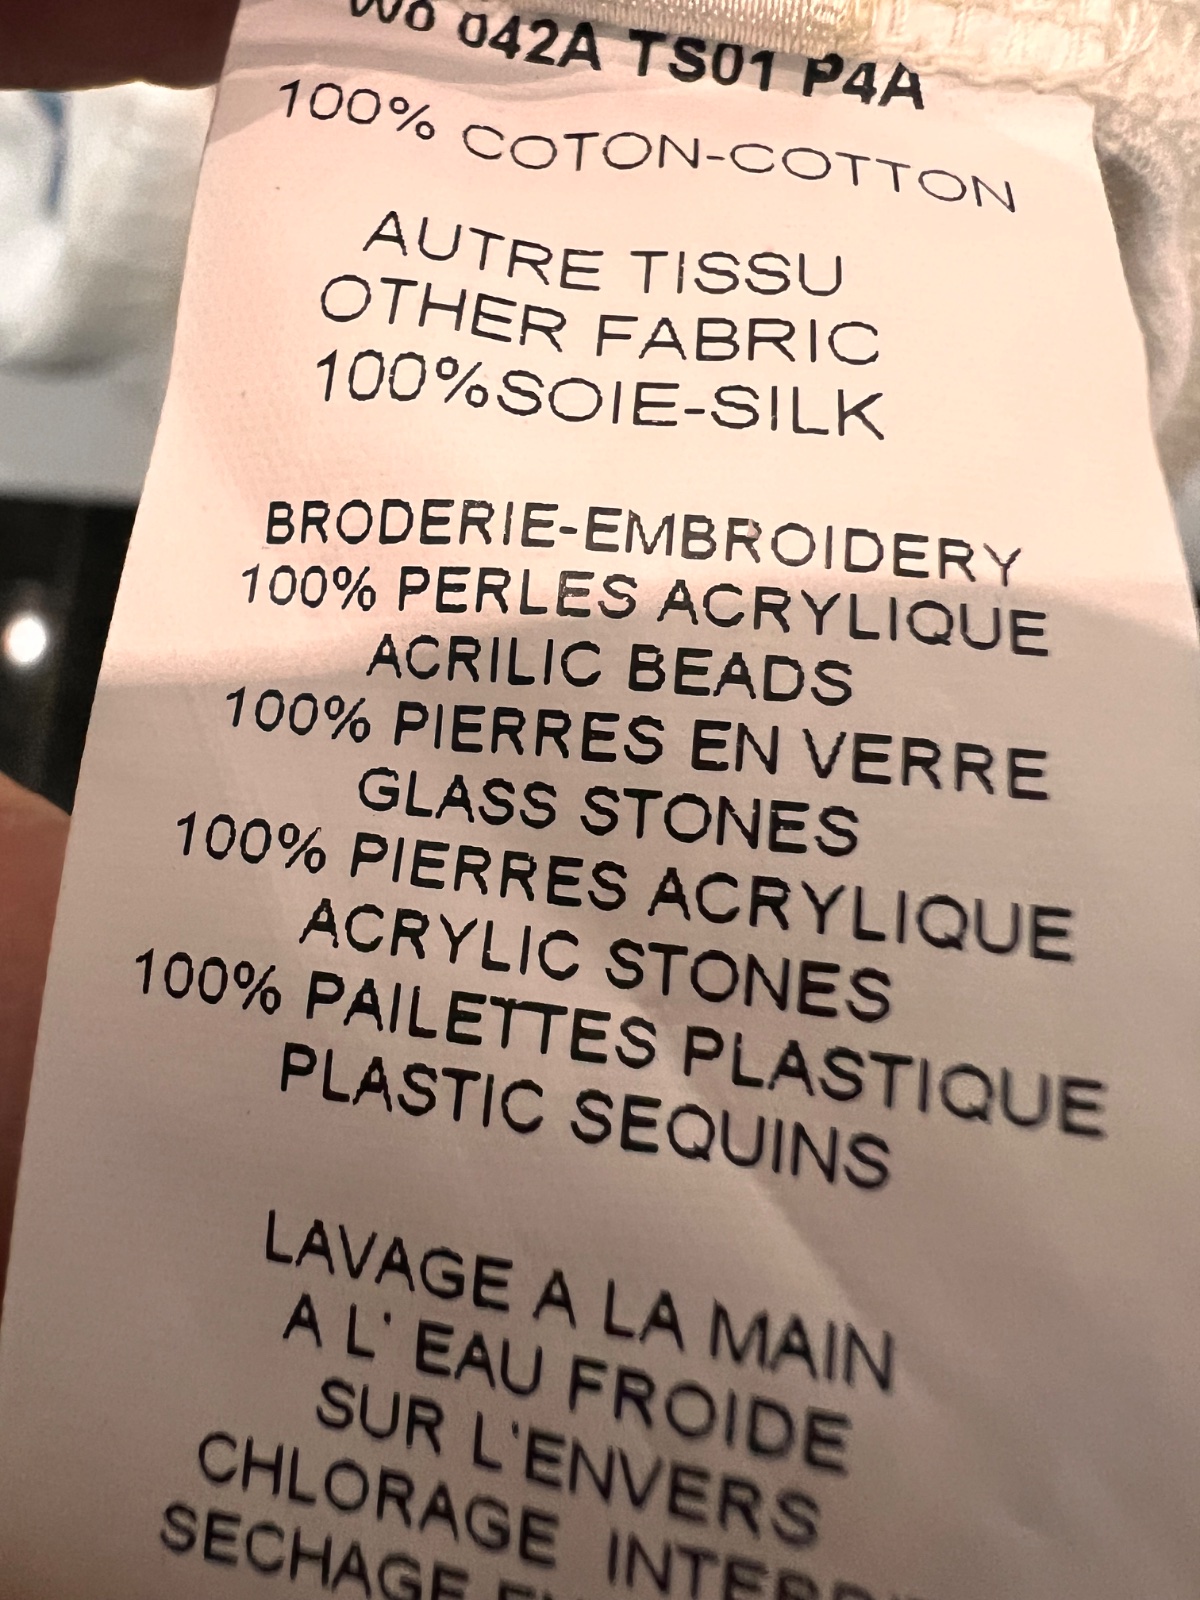 042A TS01 P4A
100% COTON-COTTON
AUTRE TISSU
OTHER FABRIC
100%SOIE-SILK
BRODERIE-EMBROIDERY
100% PERLES ACRYLIQUE
ACRILIC BEADS
100% PIERRES EN VERRE
GLASS STONES
100% PIERRES ACRYLIQUE
ACRYLIC STONES
100% PAILETTES PLASTIQUE
PLASTIC SEQUINS
LAVAGE A LA MAIN
A L' EAU FROIDE
SUR L'ENVERS
CHLORAGE
SECHAGE